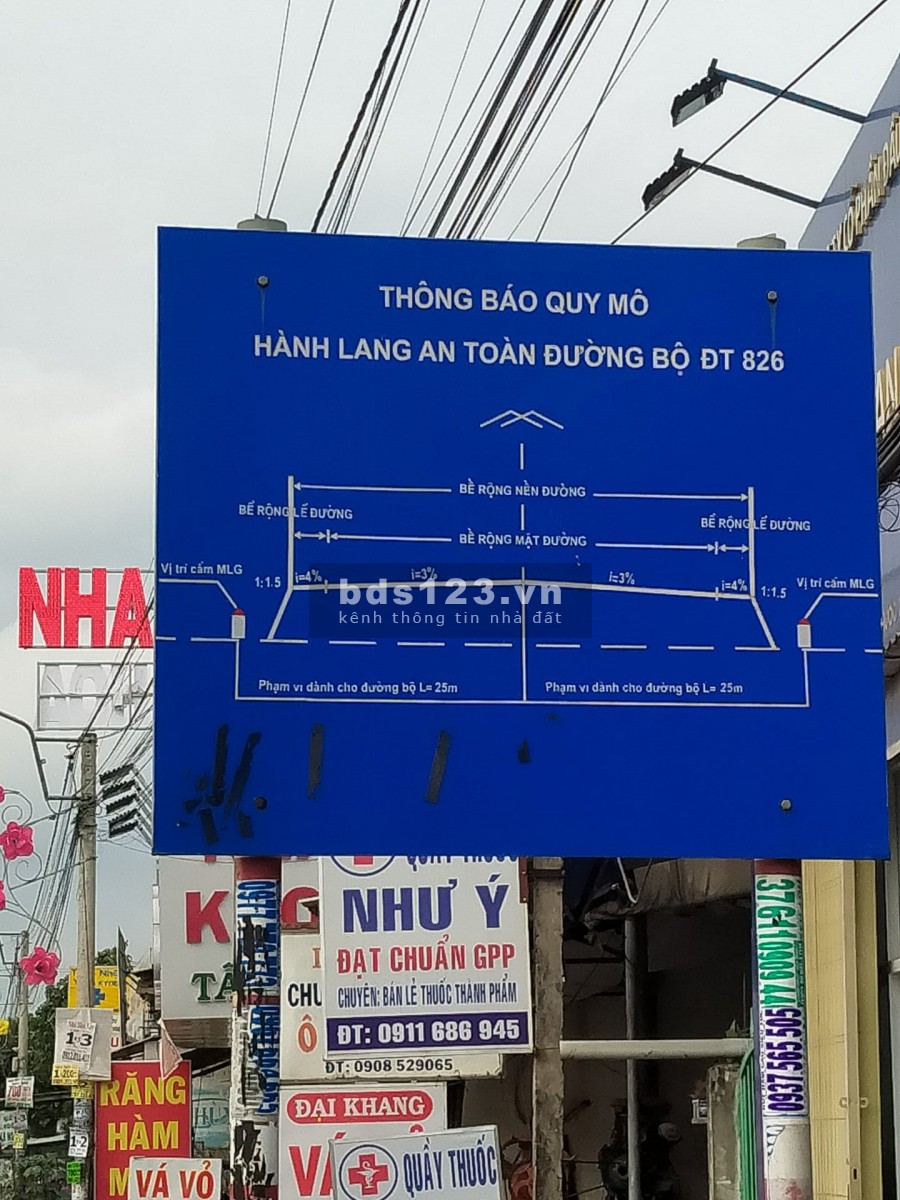 THÔNG BÁO QUY MÔ
HÀNH LANG AN TOÀN ĐƯỜNG BỘ ĐT 826
BỀ RỘNG NỀN ĐƯỜNG
BỀ RỘNG LỀ ĐƯỜNG
BỀ RỘNG LỀ ĐƯỜNG
BỀ RỘNG MẶT ĐƯỜNG
Vị trí cấm MLG
1:1.5
i=4%
i=3%
i=3%
i=4%
1:1.5
Vị trí cấm MLG
bds123.vn
kênh thông tin nhà đất
Phạm vi dành cho đường bộ L= 25m
Phạm vi dành cho đường bộ L= 25m
NHA
QUẦY THUỐC
NHƯ Ý
ĐẠT CHUẨN GPP
CHUYÊN: BÁN LẺ THUỐC THÀNH PHẨM
ĐT: 0911 686 945
ĐT: 0908 529065
ĐẠI KHANG
QUẦY THUỐC
RĂNG
HÀM
VÁ VỎ
0937.565.505